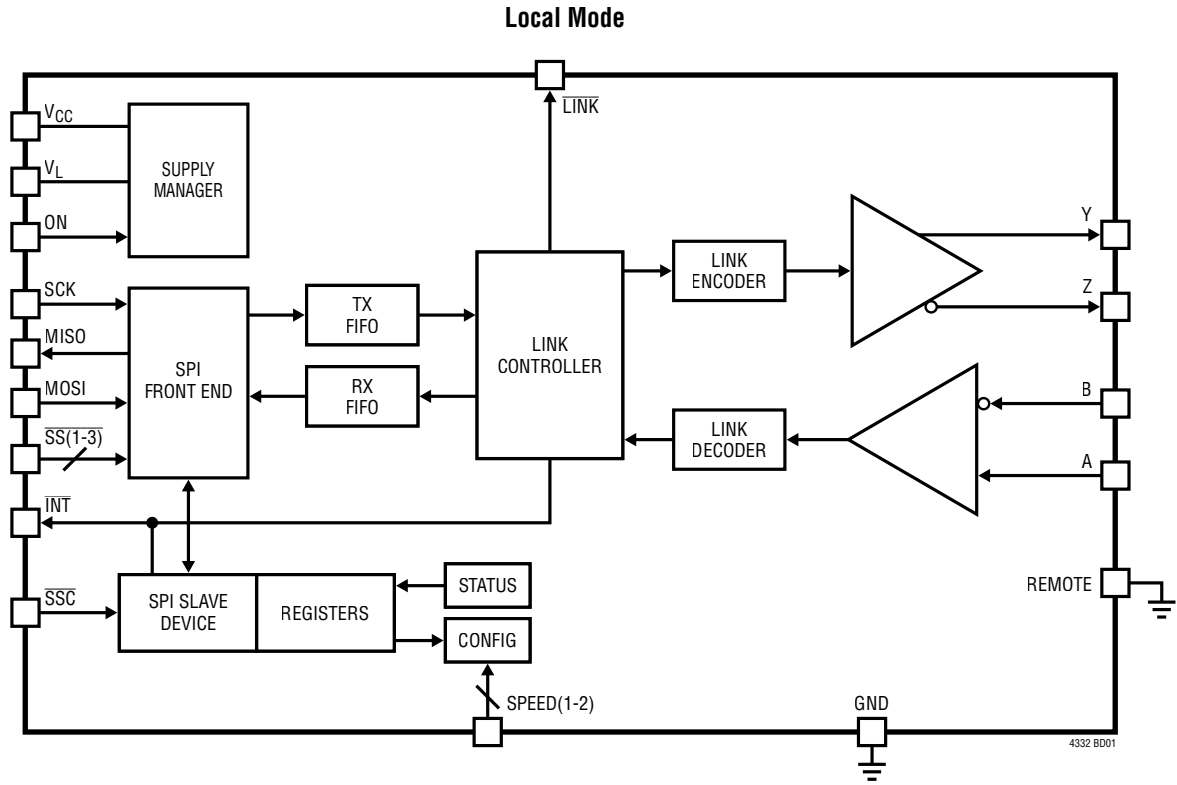 Local Mode
LINK
VCC
VL
ON
SUPPLY
MANAGER
SCK
MISO
MOSI
SS(1-3)
SPI
FRONT END
TX
FIFO
RX
FIFO
LINK
CONTROLLER
LINK
ENCODER
LINK
DECODER
Y
Z
B
A
INT
SSC
SPI SLAVE
DEVICE
REGISTERS
STATUS
CONFIG
SPEED(1-2)
REMOTE
GND
4332 BD01